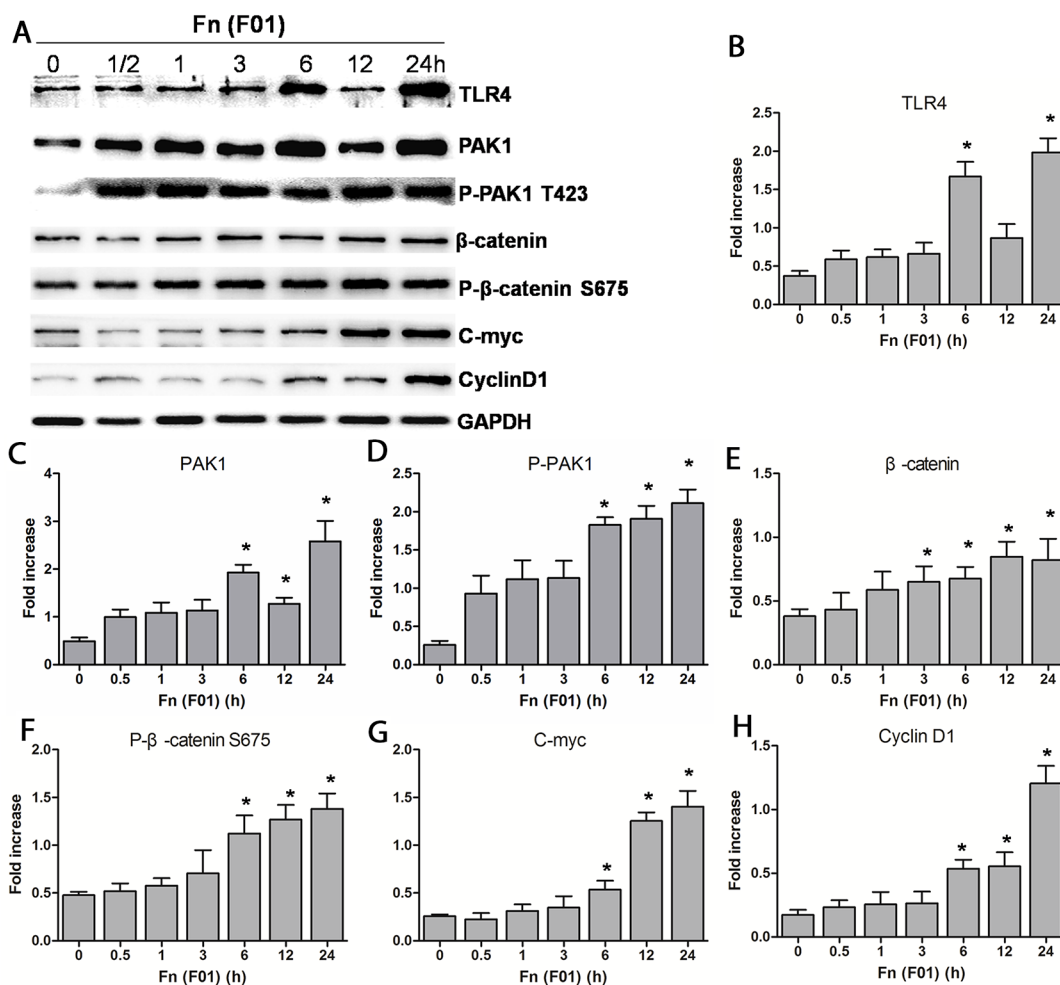 A
Fn (F01)
0 1/2 1 3 6 12 24h
TLR4
PAK1
P-PAK1 T423
β-catenin
P-β-catenin S675
C-myc
CyclinD1
GAPDH
B
TLR4
Fold increase
2.5
2.0
1.5
1.0
0.5
0.0
* *
0 0.5 1 3 6 12 24
Fn (F01) (h)
C
PAK1
Fold increase
4
3
2
1
0
* * *
0 0.5 1 3 6 12 24
Fn (F01) (h)
D
P-PAK1
Fold increase
2.5
2.0
1.5
1.0
0.5
0.0
* * *
0 0.5 1 3 6 12 24
Fn (F01) (h)
E
β -catenin
Fold increase
1.5
1.0
0.5
0.0
* * * *
0 0.5 1 3 6 12 24
Fn (F01) (h)
F
P-β -catenin S675
Fold increase
2.0
1.5
1.0
0.5
0.0
* * *
0 0.5 1 3 6 12 24
Fn (F01) (h)
G
C-myc
Fold increase
2.0
1.5
1.0
0.5
0.0
* * *
0 0.5 1 3 6 12 24
Fn (F01) (h)
H
Cyclin D1
Fold increase
1.5
1.0
0.5
0.0
* * *
0 0.5 1 3 6 12 24
Fn (F01) (h)